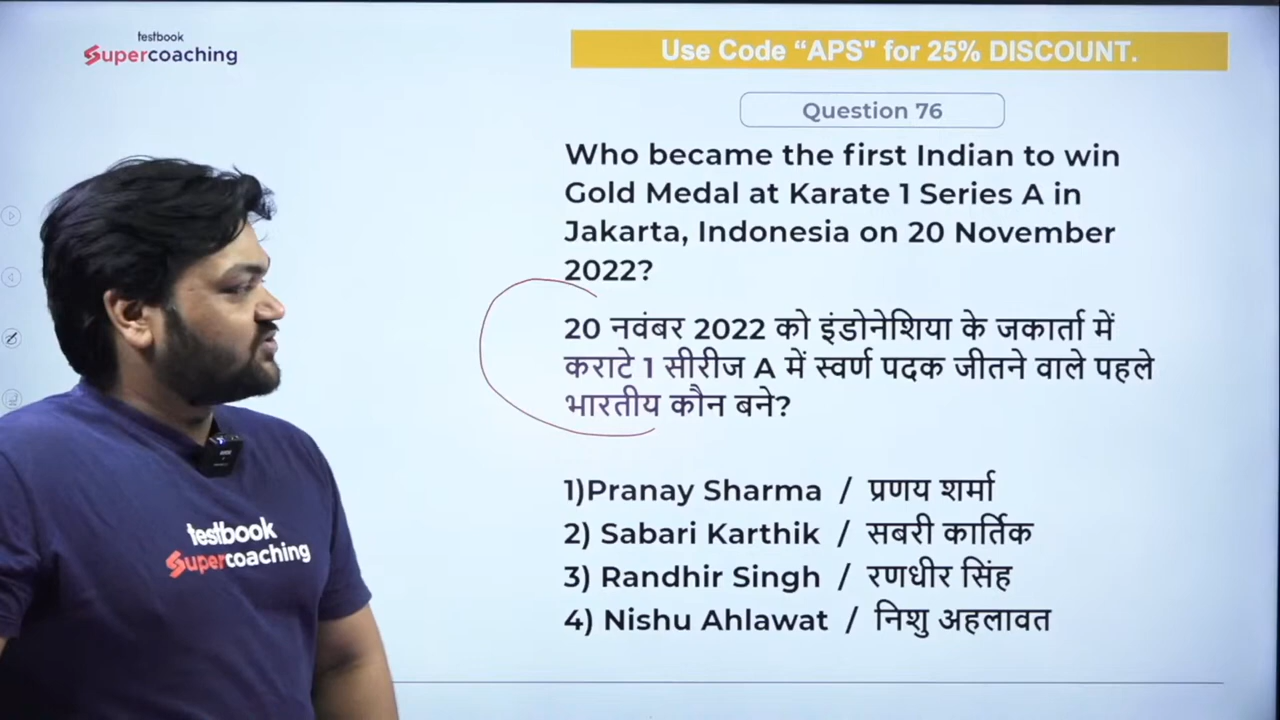 testbook
Supercoaching
Use Code “APS" for 25% DISCOUNT.
Question 76
Who became the first Indian to win
Gold Medal at Karate 1 Series A in
Jakarta, Indonesia on 20 November
2022?
20 नवंबर 2022 को इंडोनेशिया के जकार्ता में
कराटे 1 सीरीज A में स्वर्ण पदक जीतने वाले पहले
भारतीय कौन बने?
1)Pranay Sharma / प्रणय शर्मा
2) Sabari Karthik / सबरी कार्तिक
3) Randhir Singh / रणधीर सिंह
4) Nishu Ahlawat / निशु अहलावत
testbook
Supercoaching